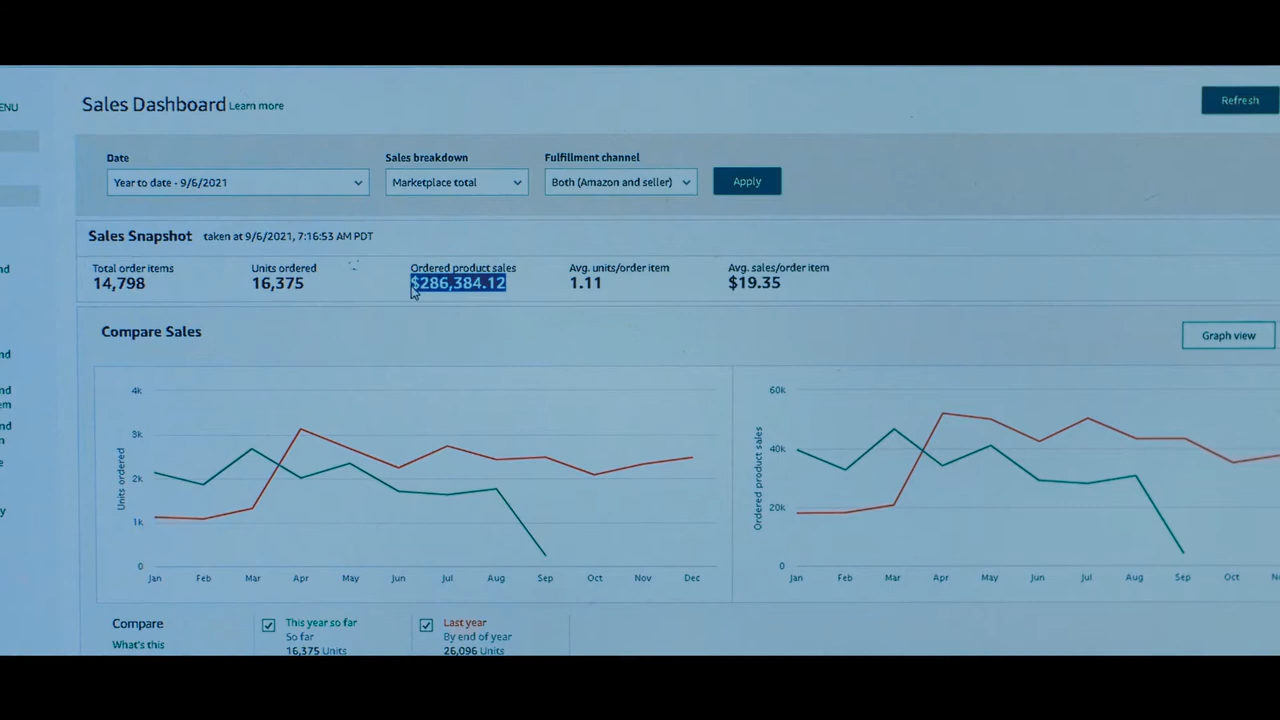 ENU
Sales Dashboard Learn more
Refresh
Date
Sales breakdown
Fulfillment channel
Year to date - 9/6/2021
Marketplace total
Both (Amazon and seller)
Apply
Sales Snapshot taken at 9/6/2021, 7:16:53 AM PDT
Total order items
Units ordered
Ordered product sales
Avg. units/order item
Avg. sales/order item
14,798
16,375
$286,384.12
1.11
$19.35
Compare Sales
Graph view
Units ordered
4k
3k
2k
1k
0
Jan Feb Mar Apr May Jun Jul Aug Sep Oct Nov Dec
Ordered product sales
60k
40k
20k
0
Jan Feb Mar Apr May Jun Jul Aug Sep Oct
Compare
What's this
This year so far
So far
16,375 Units
Last year
By end of year
26,096 Units